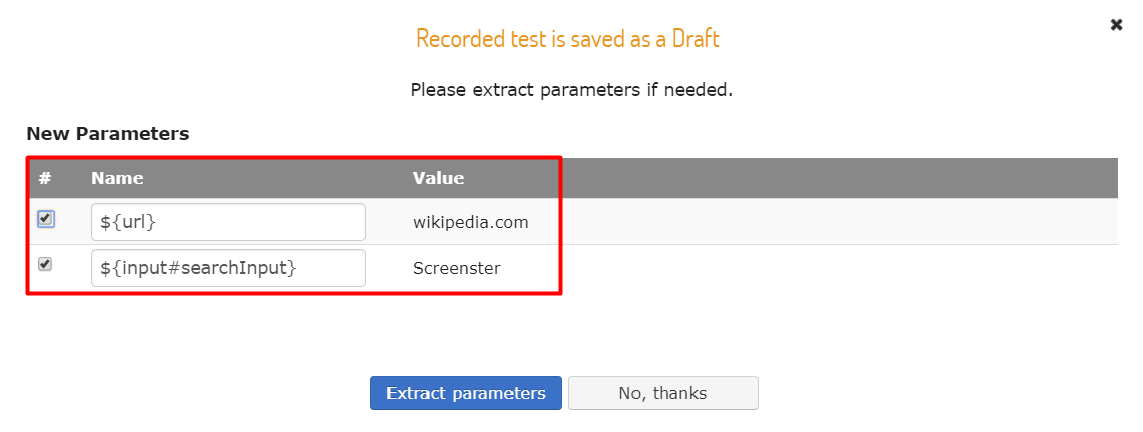 Recorded test is saved as a Draft
Please extract parameters if needed.
New Parameters
# Name Value
${url} wikipedia.com
${input#searchInput} Screenster
Extract parameters No, thanks